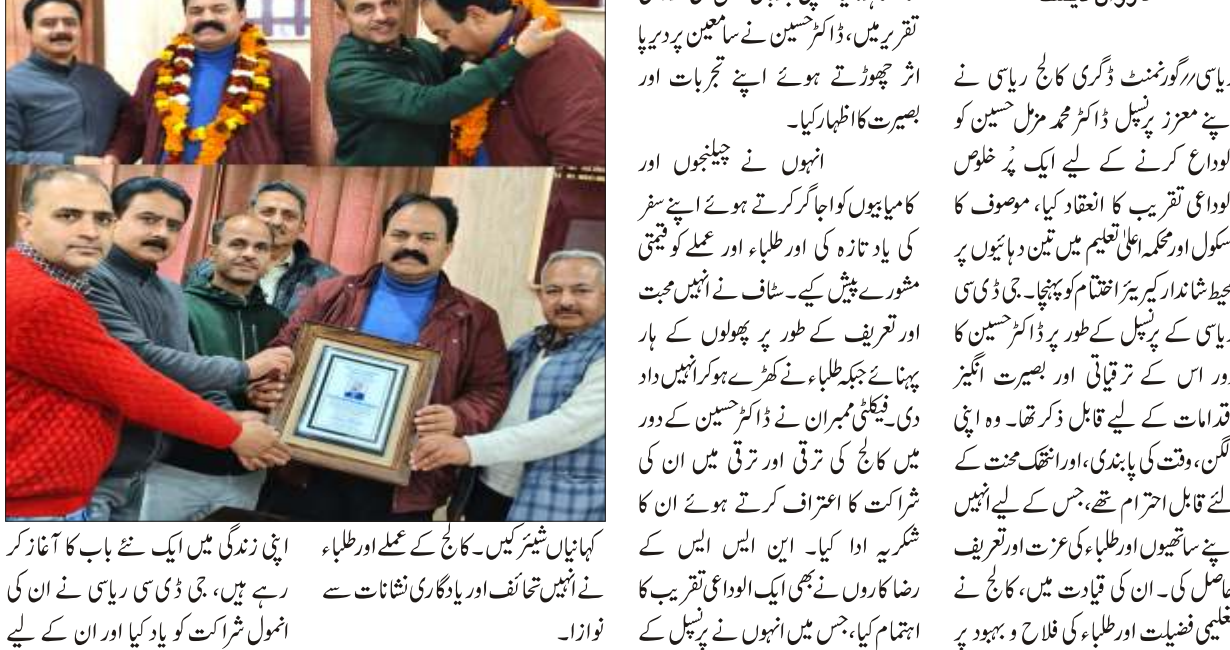 ریاسی//گورنمنٹ ڈگری کالج ریاسی نے
پنے معزز پرنسپل ڈاکٹر محمد مزمل حسین کو
لوداع کرنے کے لیے ایک پُر خلوص
لوداعی تقریب کا انعقاد کیا، موصوف کا
سکول اور محکمہ اعلیٰ تعلیم میں تین دہائیوں پر
محیط شاندار کیریئر اختتام کو پہنچا۔ جی ڈی سی
ریاسی کے پرنسپل کے طور پر ڈاکٹر حسین کا
دور اس کے ترقیاتی اور بصیرت انگیز
قدامات کے لیے قابل ذکر تھا۔ وہ اپنی
لگن، وقت کی پابندی، اور انتھک محنت کے
لئے قابل احترام تھے، جس کے لیے انہیں
پنے ساتھیوں اور طلباء کی عزت اور تعریف
حاصل کی۔ ان کی قیادت میں، کالج نے
تعلیمی فضیلت اور طلباء کی فلاح و بہبود پر
تقریر میں، ڈاکٹر حسین نے سامعین پر دیرپا
اثر چھوڑتے ہوئے اپنے تجربات اور
بصیرت کا اظہار کیا۔
انہوں نے چیلنجوں اور
کامیابیوں کو اجاگر کرتے ہوئے اپنے سفر
کی یاد تازہ کی اور طلباء اور عملے کو قیمتی
مشورے پیش کیے۔ سٹاف نے انہیں محبت
اور تعریف کے طور پر پھولوں کے ہار
پہنائے جبکہ طلباء نے کھڑے ہو کر انہیں داد
دی۔ فیکلٹی ممبران نے ڈاکٹر حسین کے دور
میں کالج کی ترقی اور ترقی میں ان کی
شراکت کا اعتراف کرتے ہوئے ان کا
شکریہ ادا کیا۔ این ایس ایس کے
رضا کاروں نے بھی ایک الوداعی تقریب کا
اہتمام کیا، جس میں انہوں نے پرنسپل کے
کہانیاں شیئر کیں۔ کالج کے عملے اور طلباء
نے انہیں تحائف اور یادگاری نشانات سے
نوازا۔
اپنی زندگی میں ایک نئے باب کا آغاز کر
رہے ہیں، جی ڈی سی ریاسی نے ان کی
انمول شراکت کو یاد کیا اور ان کے لیے